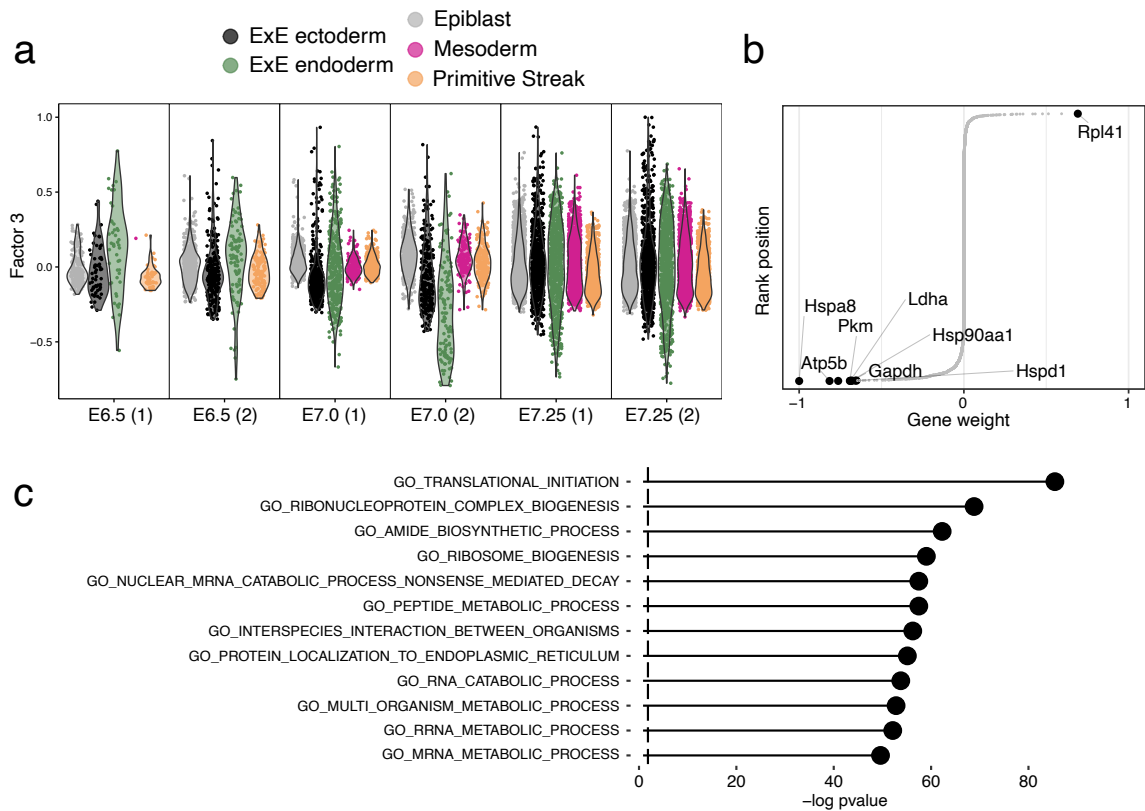 a
ExE ectoderm
ExE endoderm
Epiblast
Mesoderm
Primitive Streak
Factor 3
1.0
0.5
0.0
−0.5
E6.5 (1)
E6.5 (2)
E7.0 (1)
E7.0 (2)
E7.25 (1)
E7.25 (2)
b
Rank position
Rpl41
Hspa8
Ldha
Pkm
Hsp90aa1
Atp5b
Gapdh
Hspd1
−1
0
1
Gene weight
c
GO_TRANSLATIONAL_INITIATION
GO_RIBONUCLEOPROTEIN_COMPLEX_BIOGENESIS
GO_AMIDE_BIOSYNTHETIC_PROCESS
GO_RIBOSOME_BIOGENESIS
GO_NUCLEAR_MRNA_CATABOLIC_PROCESS_NONSENSE_MEDIATED_DECAY
GO_PEPTIDE_METABOLIC_PROCESS
GO_INTERSPECIES_INTERACTION_BETWEEN_ORGANISMS
GO_PROTEIN_LOCALIZATION_TO_ENDOPLASMIC_RETICULUM
GO_RNA_CATABOLIC_PROCESS
GO_MULTI_ORGANISM_METABOLIC_PROCESS
GO_RRNA_METABOLIC_PROCESS
GO_MRNA_METABOLIC_PROCESS
0
20
40
60
80
−log pvalue